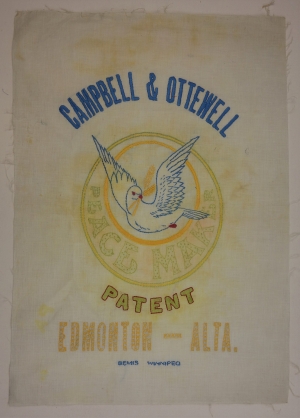 CAMPBELL & OTTEWELL
PEACE MAKER
PATENT
EDMONTON — ALTA.
BEMIS WINNIPEG